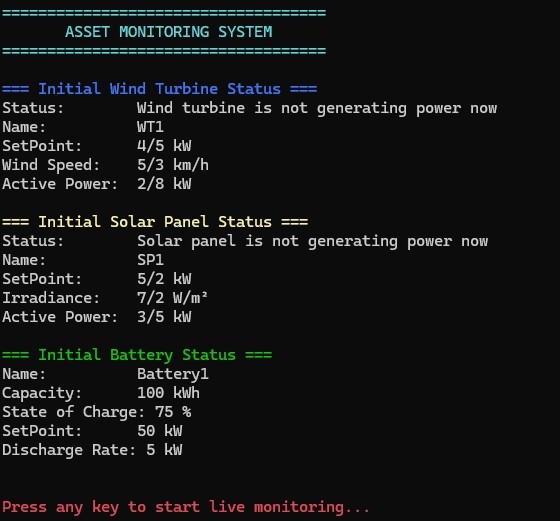 ====================================
ASSET MONITORING SYSTEM
====================================
=== Initial Wind Turbine Status ===
Status: Wind turbine is not generating power now
Name: WT1
SetPoint: 4/5 kW
Wind Speed: 5/3 km/h
Active Power: 2/8 kW
=== Initial Solar Panel Status ===
Status: Solar panel is not generating power now
Name: SP1
SetPoint: 5/2 kW
Irradiance: 7/2 W/m²
Active Power: 3/5 kW
=== Initial Battery Status ===
Name: Battery1
Capacity: 100 kWh
State of Charge: 75 %
SetPoint: 50 kW
Discharge Rate: 5 kW
Press any key to start live monitoring...